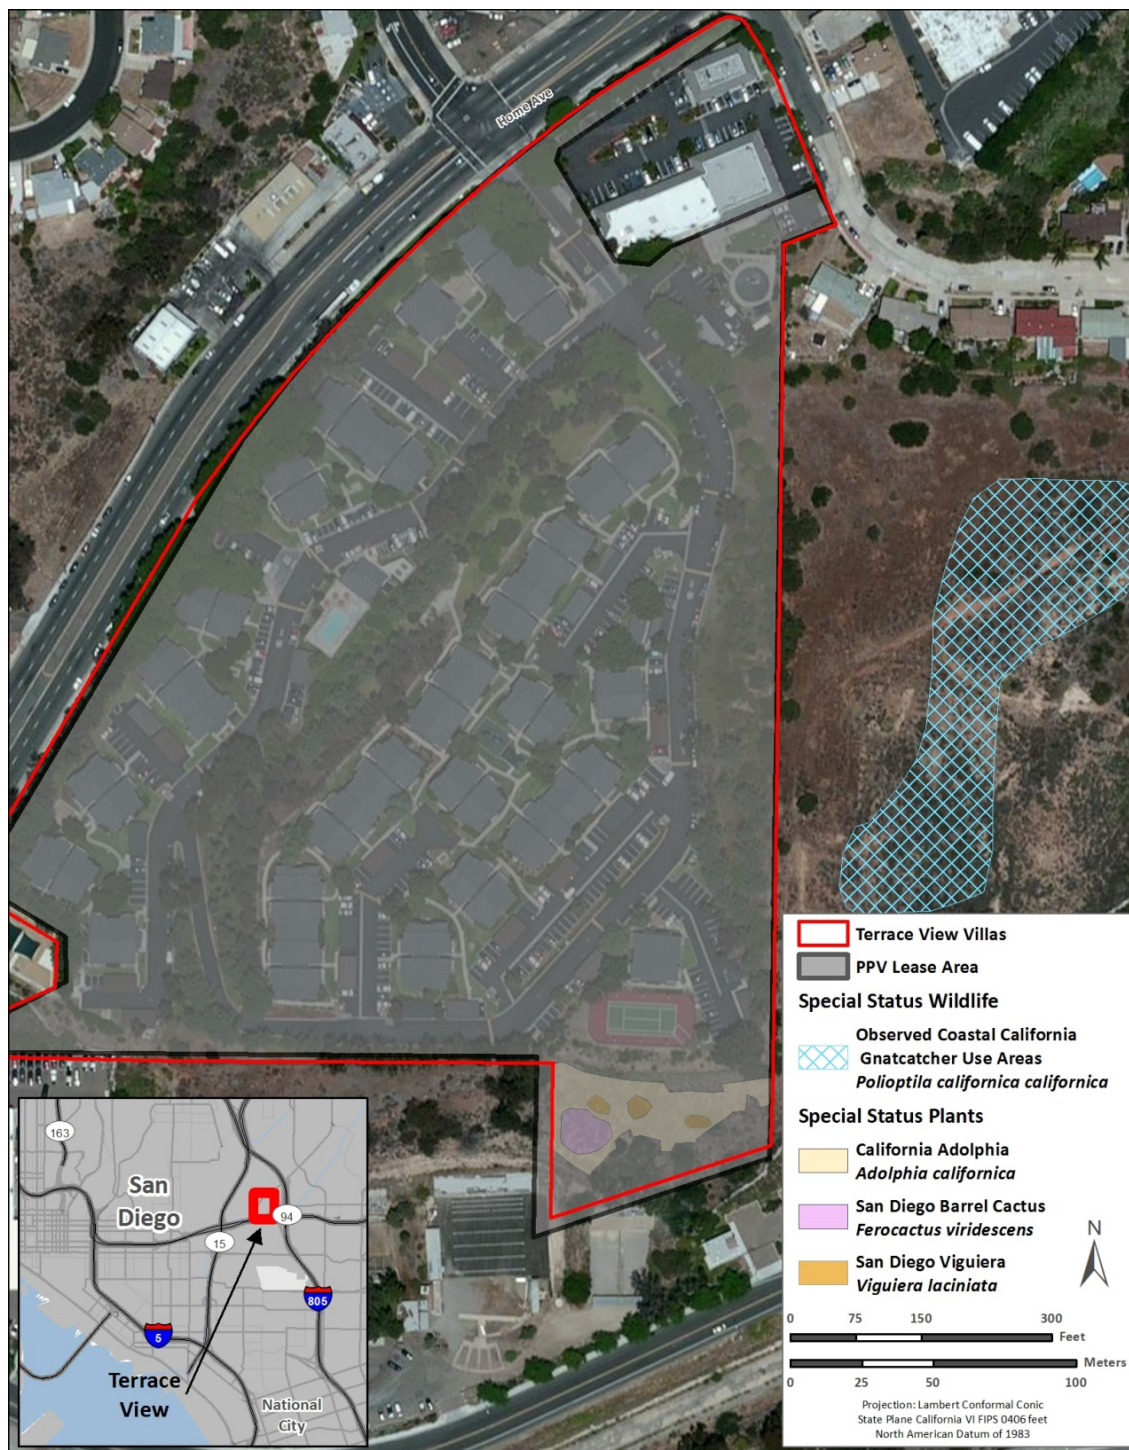 Home Ave
Terrace View Villas
PPV Lease Area
Special Status Wildlife
Observed Coastal California
Gnatcatcher Use Areas
Polioptila californica californica
Special Status Plants
California Adolphia
Adolphia californica
San Diego Barrel Cactus
Ferocactus viridescens
San Diego Viguiera
Viguiera laciniata
N
0 75 150 300
Feet
Meters
0 25 50 100
Projection: Lambert Conformal Conic
State Plane California VI FIPS 0406 feet
North American Datum of 1983
163
San
Diego
94
15
805
5
Terrace
View
National
City